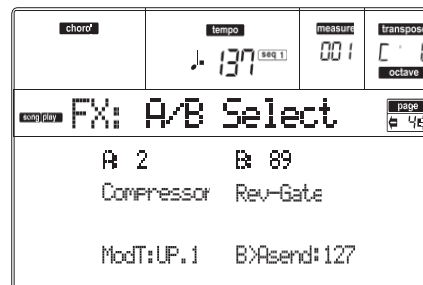 chord tempo measure transpose
♩. 137 seq 1 001
octave
song play FX: A/B Select page
A: 2 B: 89
Compressor Rev-Gate
ModT:UP.1 B>Asend:127